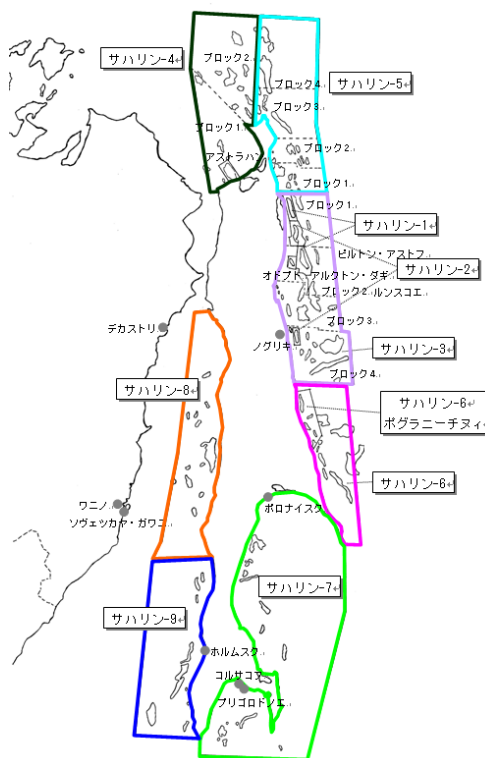 サハリン-4
ブロック2
サハリン-5
ブロック4
ブロック3
ブロック1
アストラハン
ブロック2
ブロック1
ブロック1
サハリン-1
ピルトン・アストフ
サハリン-2
オドプト
アルクトン・ダギ
ブロック2
ルンスコエ
デカストリ
ブロック3
ノグリキ
サハリン-3
ブロック4
サハリン-8
サハリン-6
ポグラニーチヌィ
サハリン-6
ワニノ
ソヴェツカヤ・ガワニ
ポロナイスク
サハリン-7
サハリン-9
ホルムスク
コルサコフ
プリゴロドノエ